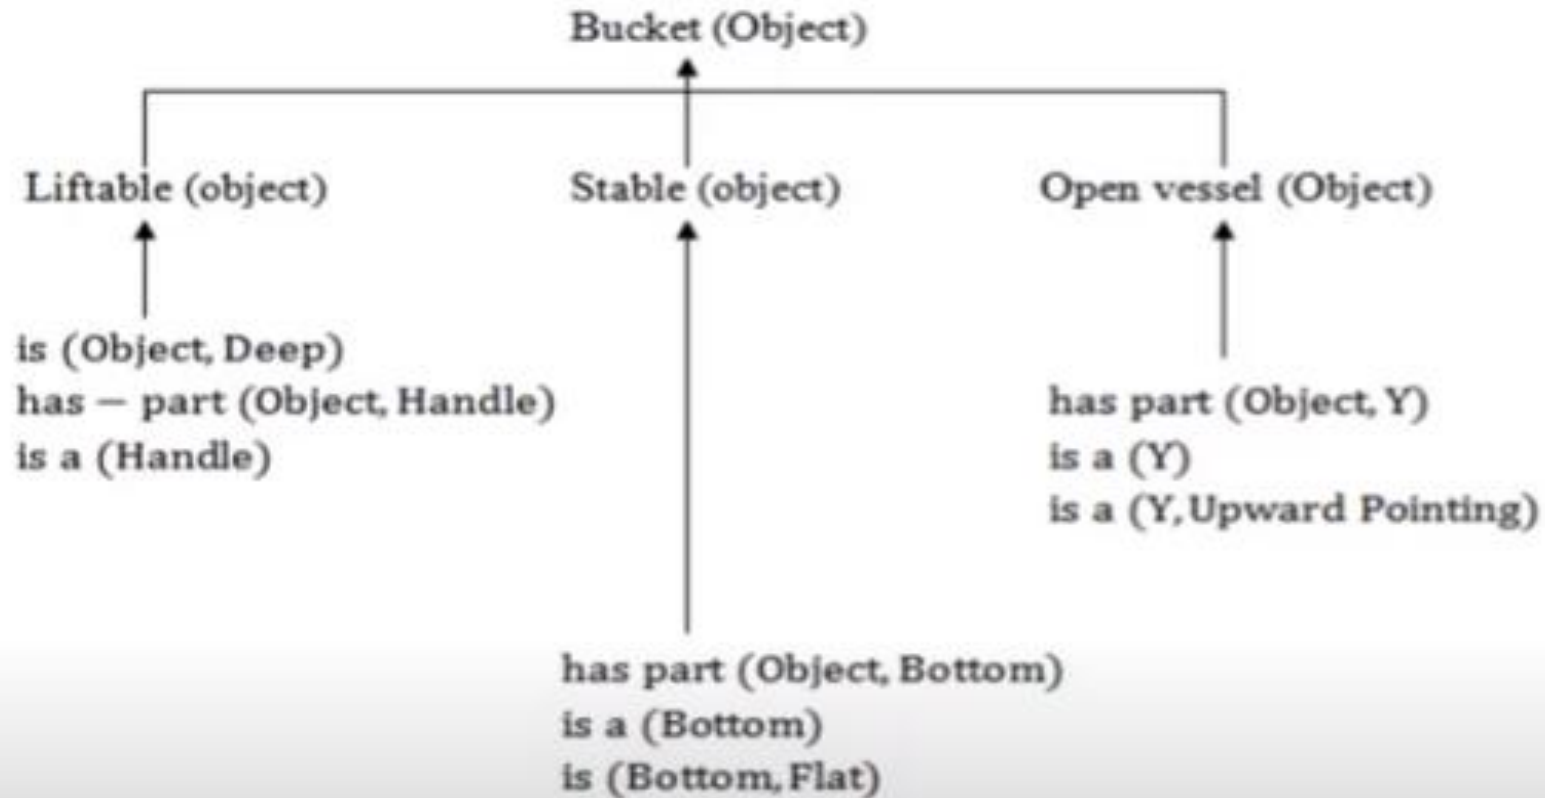 Bucket (Object)
Liftable (object)
Stable (object)
Open vessel (Object)
is (Object, Deep)
has – part (Object, Handle)
is a (Handle)
has part (Object, Y)
is a (Y)
is a (Y, Upward Pointing)
has part (Object, Bottom)
is a (Bottom)
is (Bottom, Flat)